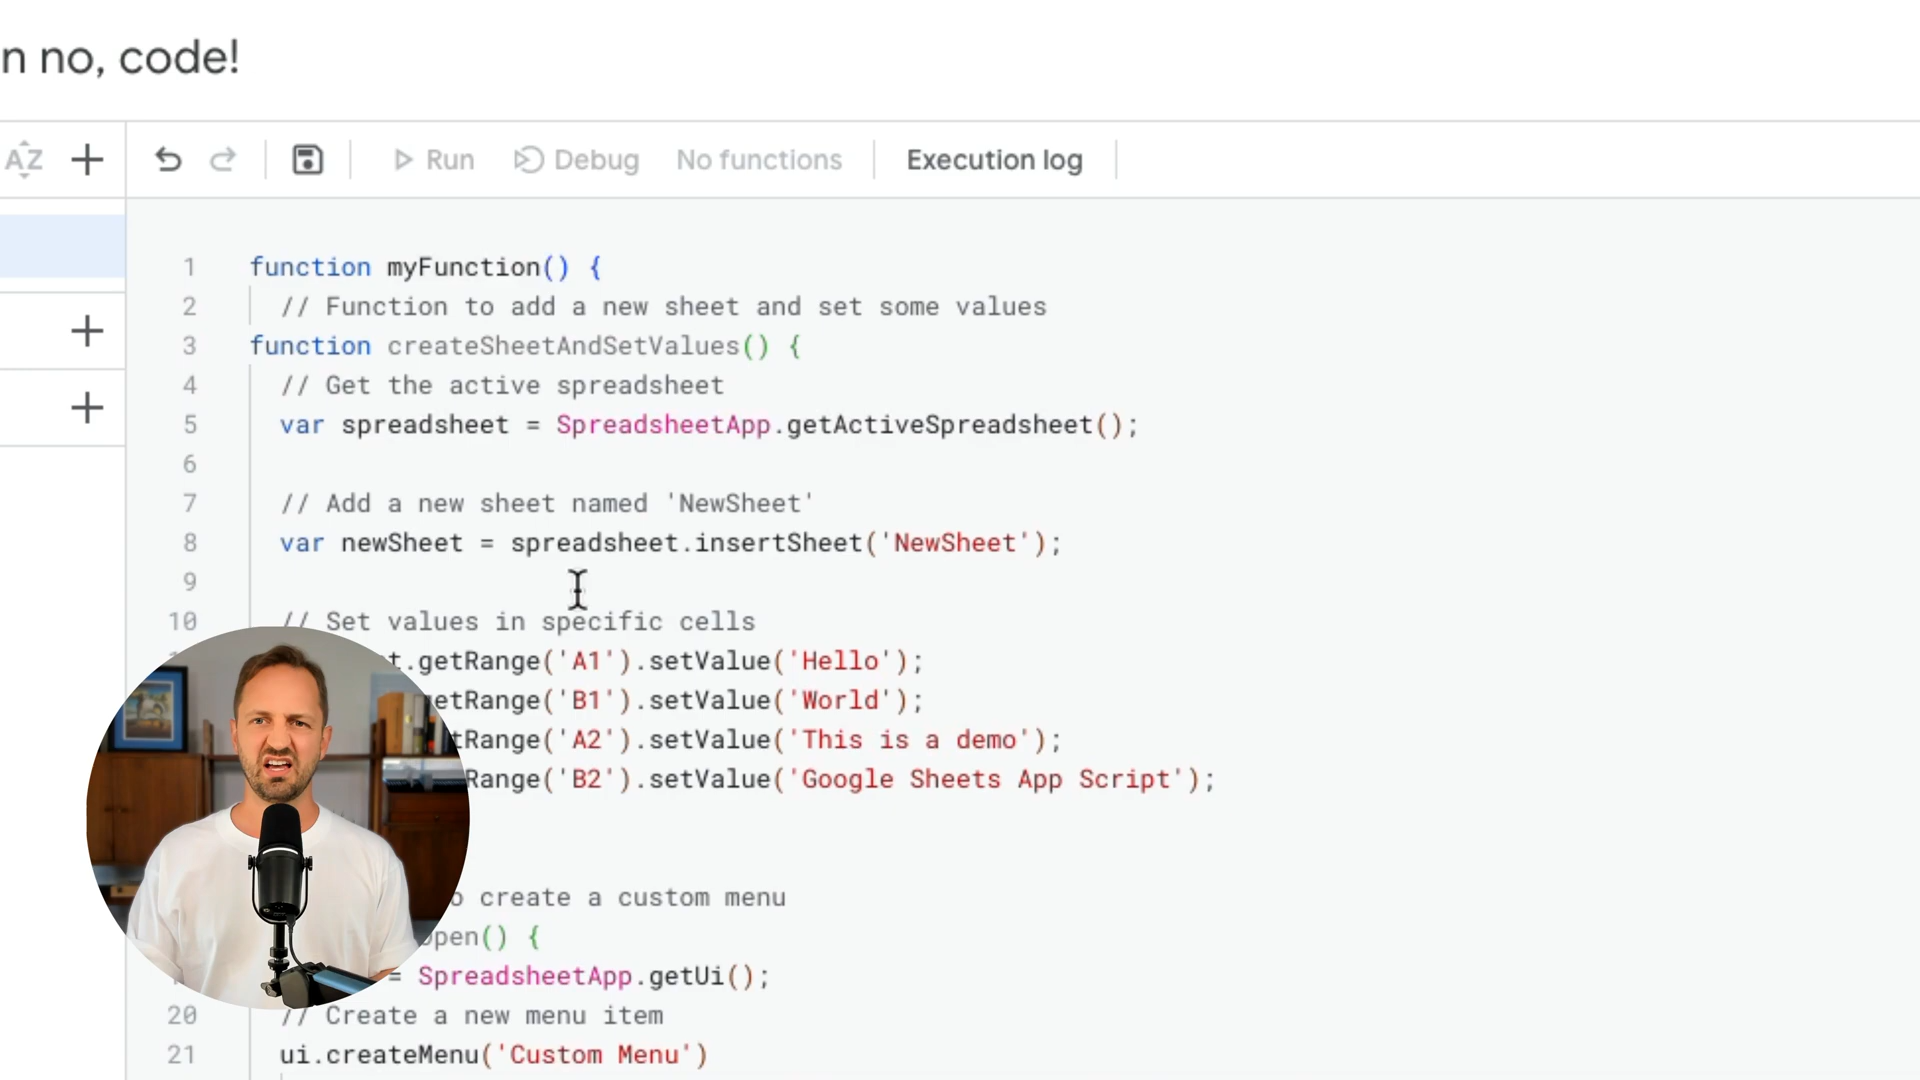 n no, code!
AZ
Run Debug No functions Execution log
1 function myFunction() {
2 // Function to add a new sheet and set some values
3 function createSheetAndSetValues() {
4 // Get the active spreadsheet
5 var spreadsheet = SpreadsheetApp.getActiveSpreadsheet();
6
7 // Add a new sheet named 'NewSheet'
8 var newSheet = spreadsheet.insertSheet('NewSheet');
9
10 // Set values in specific cells
t.getRange('A1').setValue('Hello');
etRange('B1').setValue('World');
tRange('A2').setValue('This is a demo');
Range('B2').setValue('Google Sheets App Script');
o create a custom menu
Open() {
= SpreadsheetApp.getUi();
20 // Create a new menu item
21 ui.createMenu('Custom Menu')